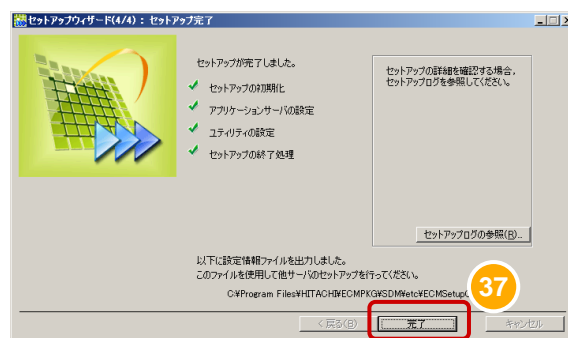 セットアップウィザード(4/4) : セットアップ完了
セットアップが完了しました。
セットアップの初期化
アプリケーションサーバの設定
ユティリティの設定
セットアップの終了処理
セットアップの詳細を確認する場合,
セットアップログを参照してください。
セットアップログの参照(R)...
以下に設定情報ファイルを出力しました。
このファイルを使用して他サーバのセットアップを行ってください。
C:¥Program Files¥HITACHI¥ECMPKG¥SDM¥etc¥ECMSetup
37
< 戻る(B)
完了
キャンセル